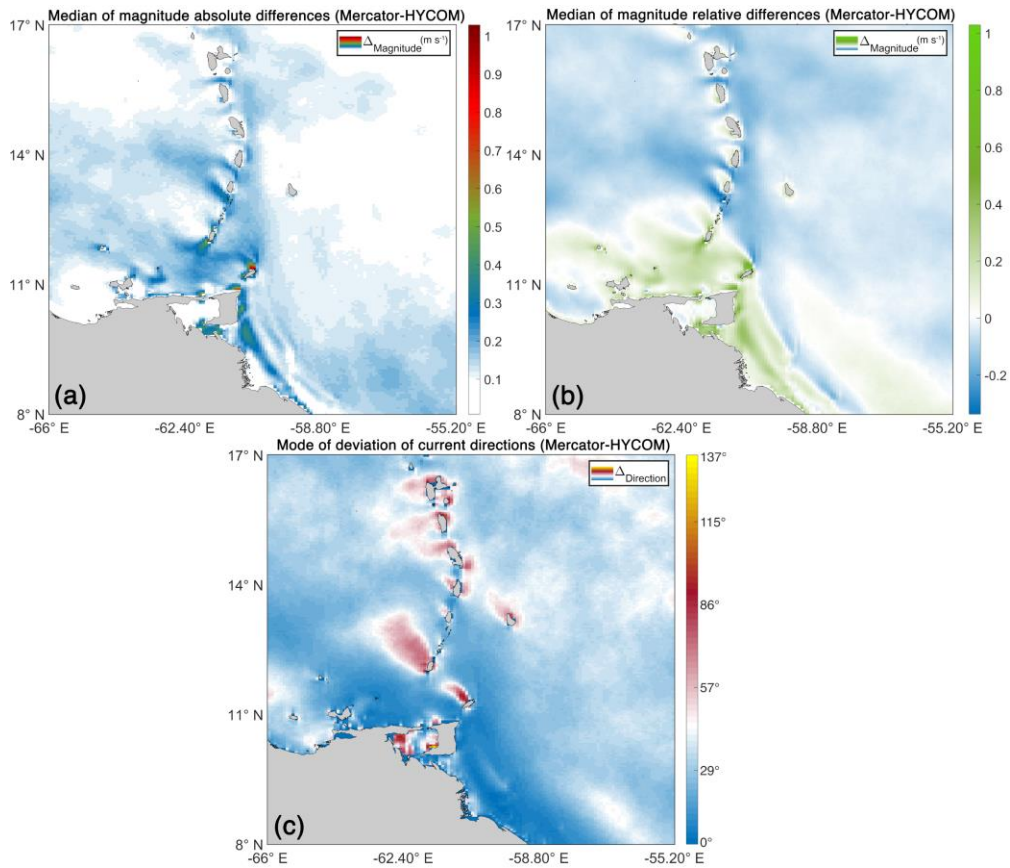 Median of magnitude absolute differences (Mercator-HYCOM)
Δ Magnitude (m s⁻¹)
17° N
14° N
11° N
8° N
-66° E
-62.40° E
-58.80° E
-55.20° E
1
0.9
0.8
0.7
0.6
0.5
0.4
0.3
0.2
0.1
(a)
Median of magnitude relative differences (Mercator-HYCOM)
Δ Magnitude (m s⁻¹)
17° N
14° N
11° N
8° N
-66° E
-62.40° E
-58.80° E
-55.20° E
1
0.8
0.6
0.4
0.2
0
-0.2
(b)
Mode of deviation of current directions (Mercator-HYCOM)
Δ Direction
17° N
14° N
11° N
8° N
-66° E
-62.40° E
-58.80° E
-55.20° E
137°
115°
86°
57°
29°
0°
(c)